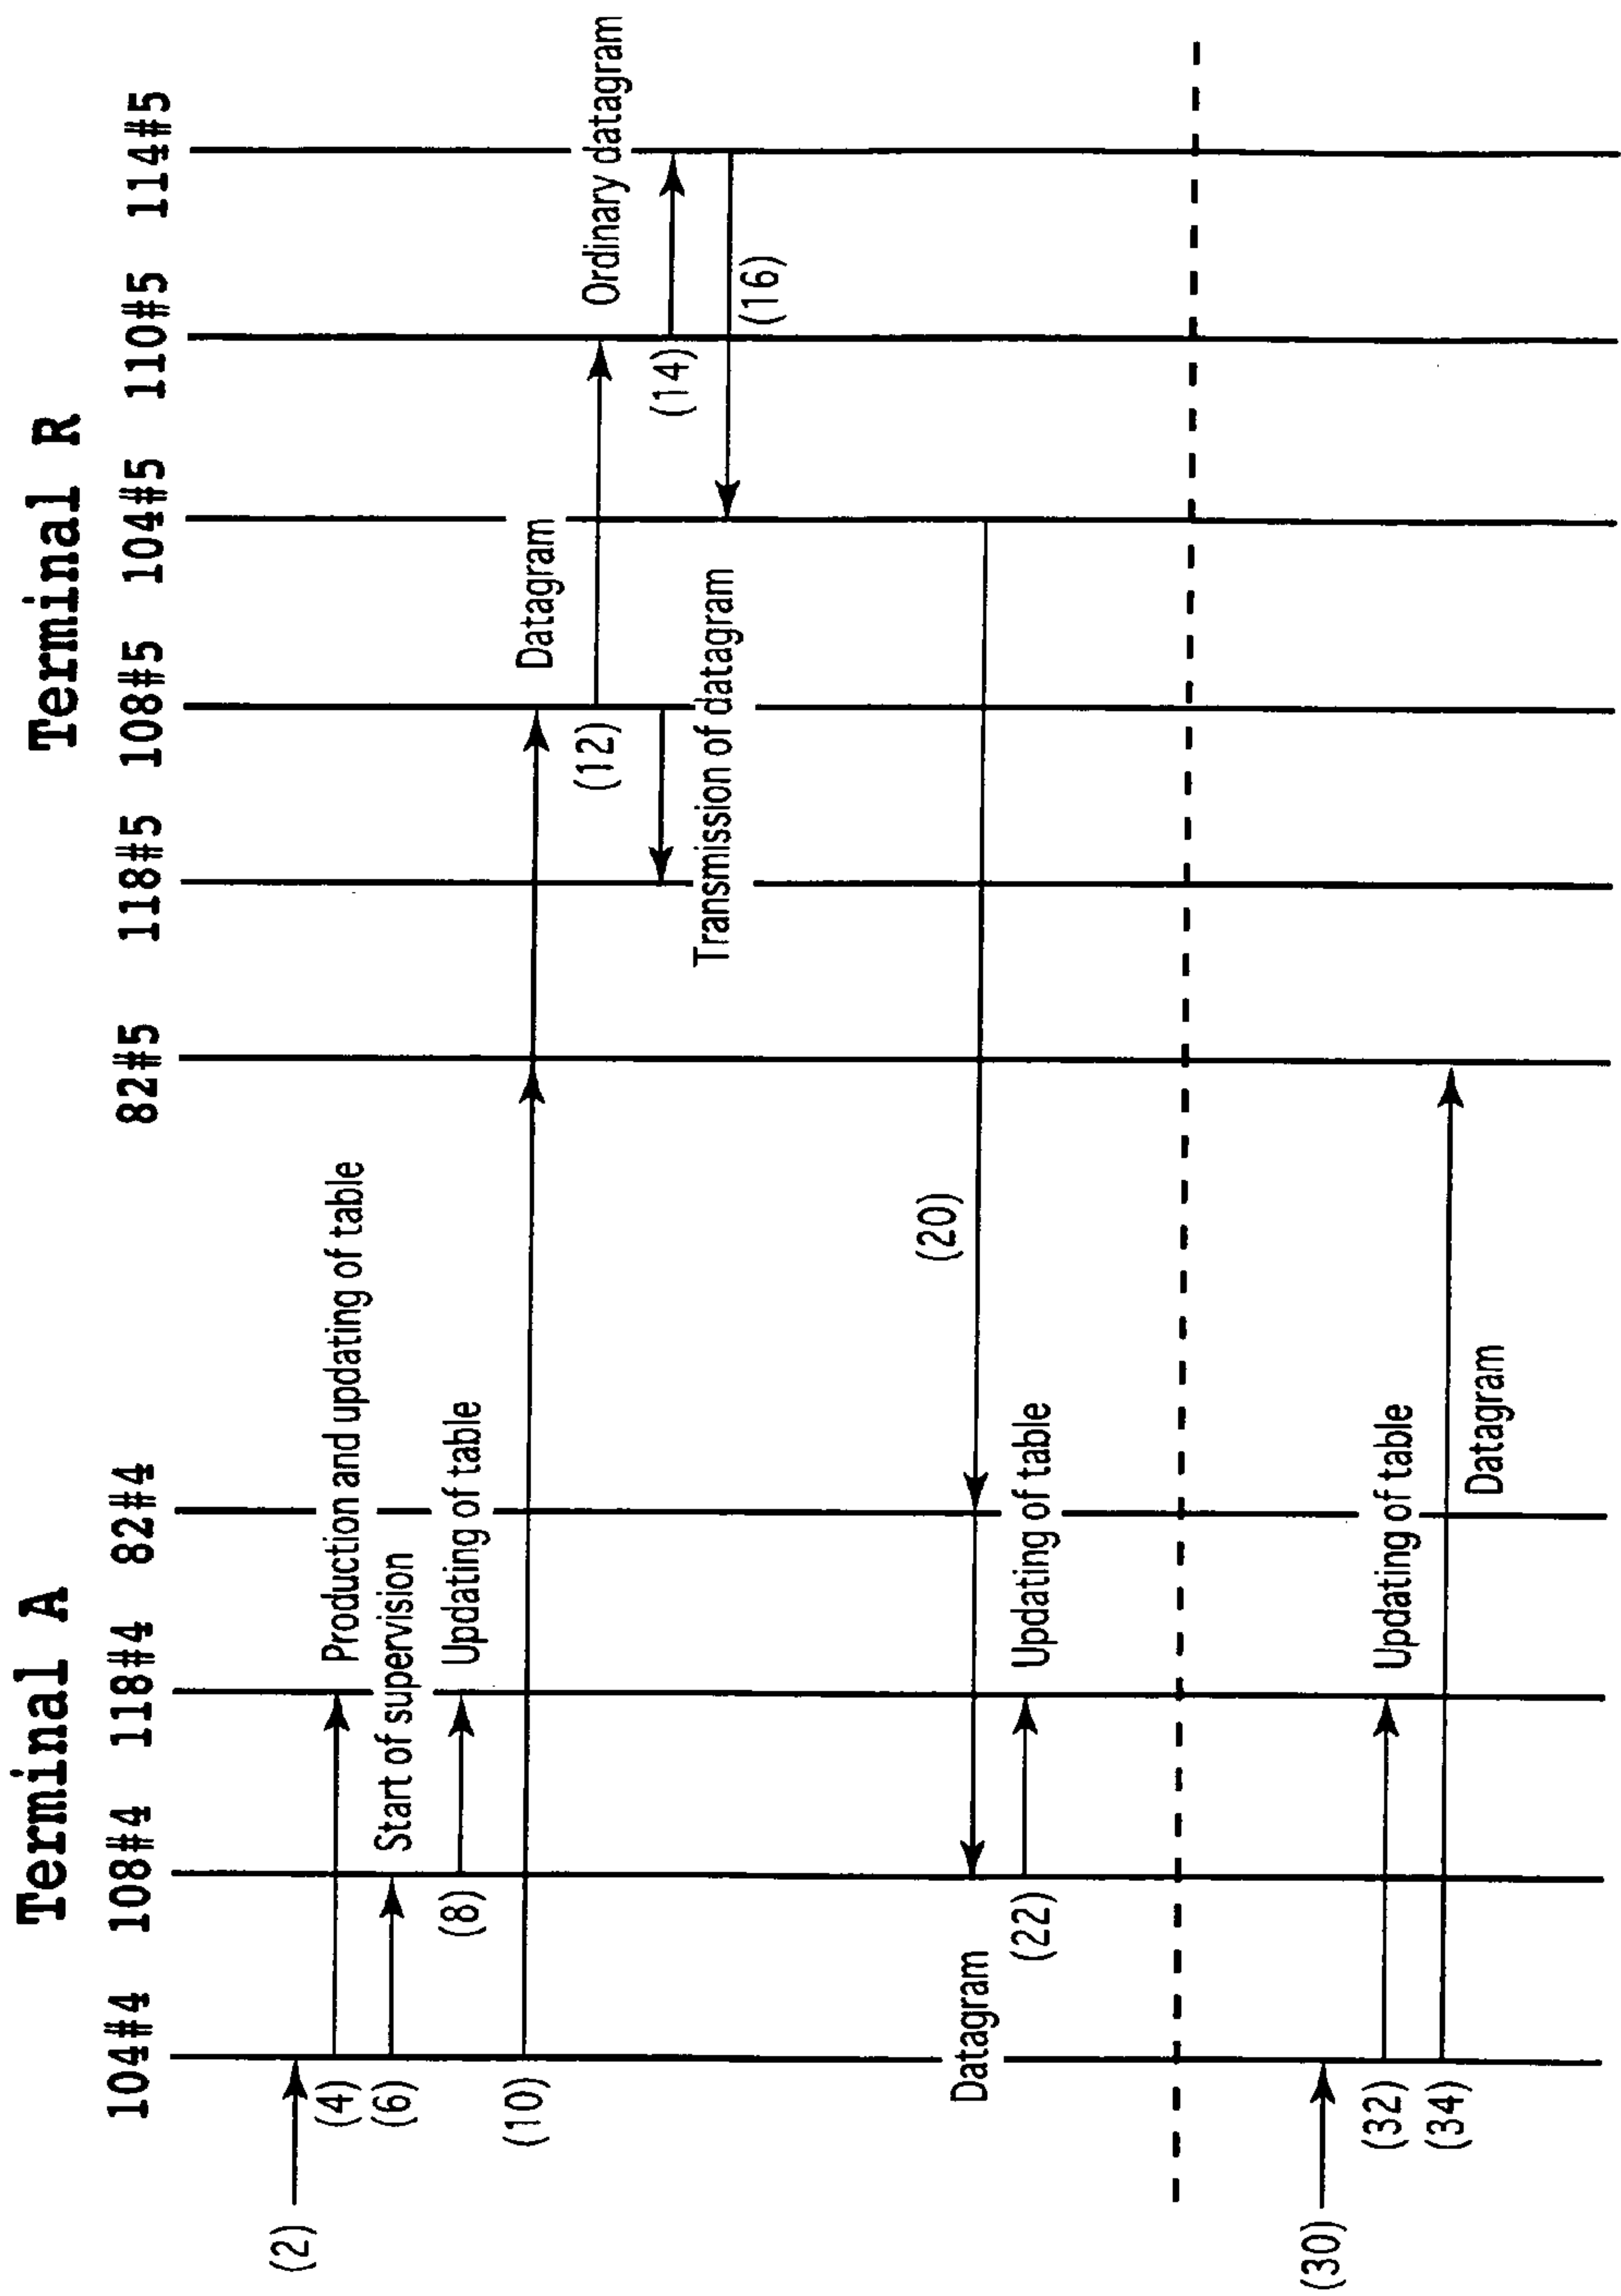 Terminal A
Terminal R
104#4 108#4 118#4 82#4 82#5 118#5 108#5 104#5 110#5 114#5
(2)
(4)
Production and updating of table
(6)
Start of supervision
(8)
Updating of table
(10)
Datagram
(12)
Ordinary datagram
(14)
Transmission of datagram
(16)
(20)
Datagram
(22)
Updating of table
(30)
(32)
Updating of table
(34)
Datagram